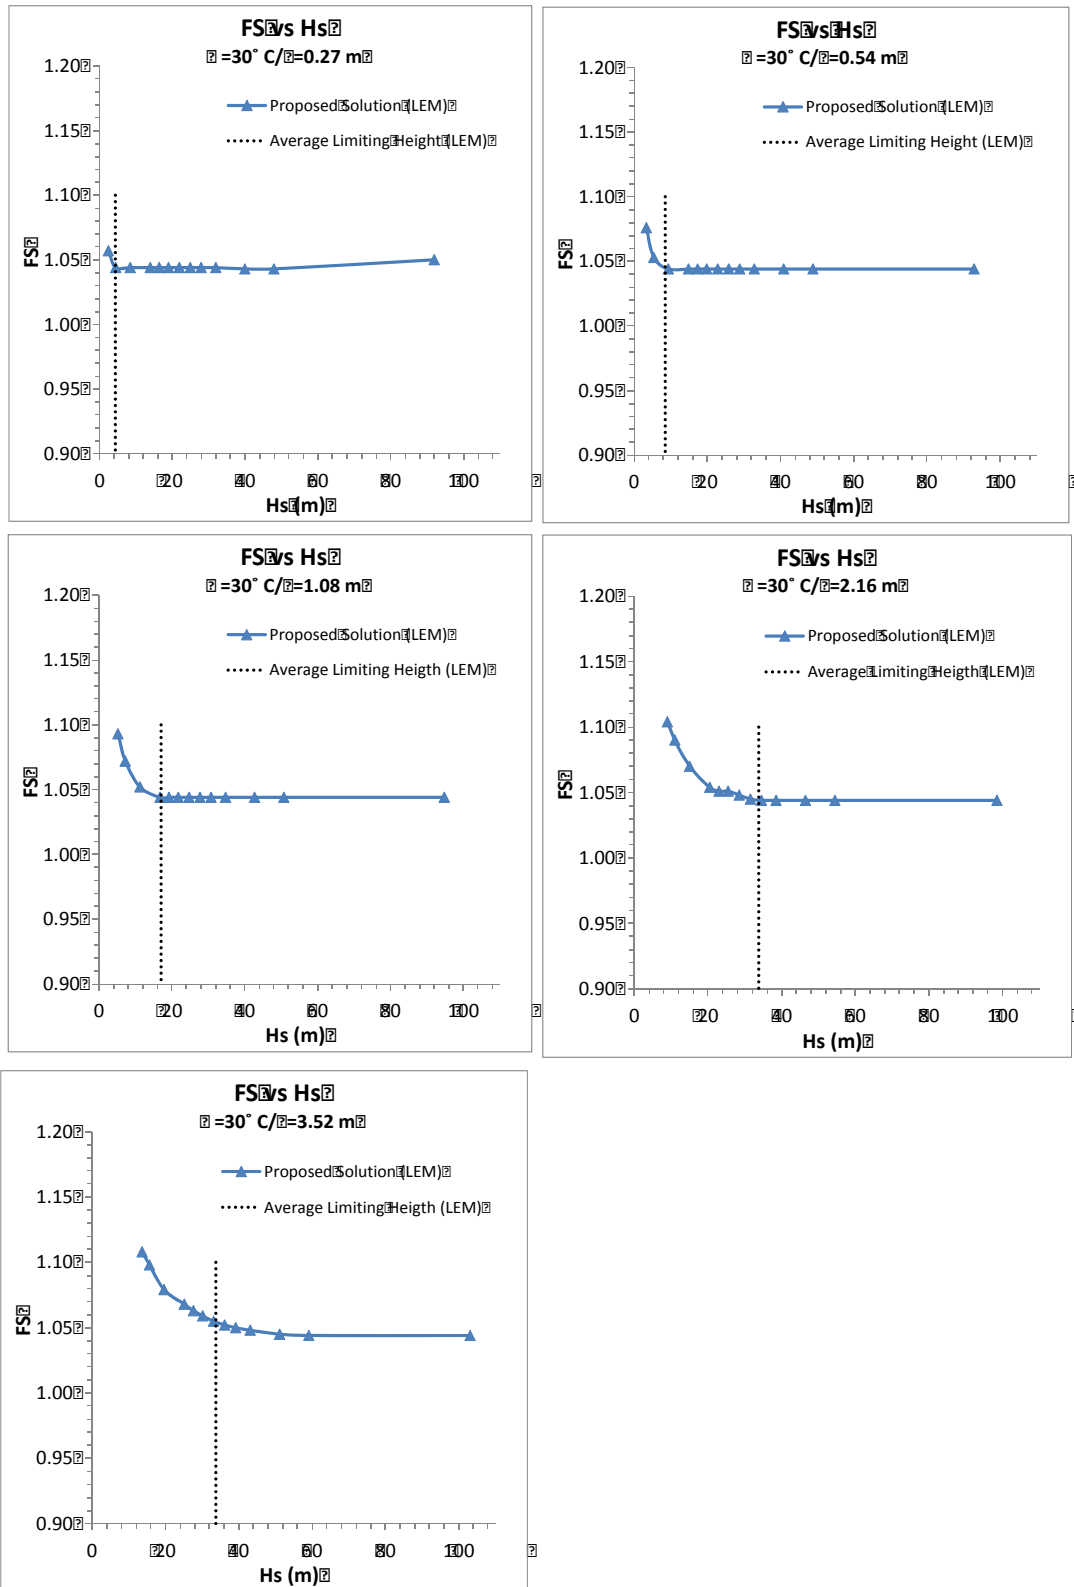 FS vs Hs
=30° C/ =0.27 m
1.20
Proposed Solution (LEM)
1.15
Average Limiting Height (LEM)
1.10
1.05
1.00
0.95
0.90
FS
0 20 40 60 80 100
Hs (m)
FS vs Hs
=30° C/ =0.54 m
1.20
Proposed Solution (LEM)
1.15
Average Limiting Height (LEM)
1.10
1.05
1.00
0.95
0.90
FS
0 20 40 60 80 100
Hs (m)
FS vs Hs
=30° C/ =1.08 m
1.20
Proposed Solution (LEM)
1.15
Average Limiting Heigth (LEM)
1.10
1.05
1.00
0.95
0.90
FS
0 20 40 60 80 100
Hs (m)
FS vs Hs
=30° C/ =2.16 m
1.20
Proposed Solution (LEM)
1.15
Average Limiting Heigth (LEM)
1.10
1.05
1.00
0.95
0.90
FS
0 20 40 60 80 100
Hs (m)
FS vs Hs
=30° C/ =3.52 m
1.20
Proposed Solution (LEM)
1.15
Average Limiting Heigth (LEM)
1.10
1.05
1.00
0.95
0.90
FS
0 20 40 60 80 100
Hs (m)